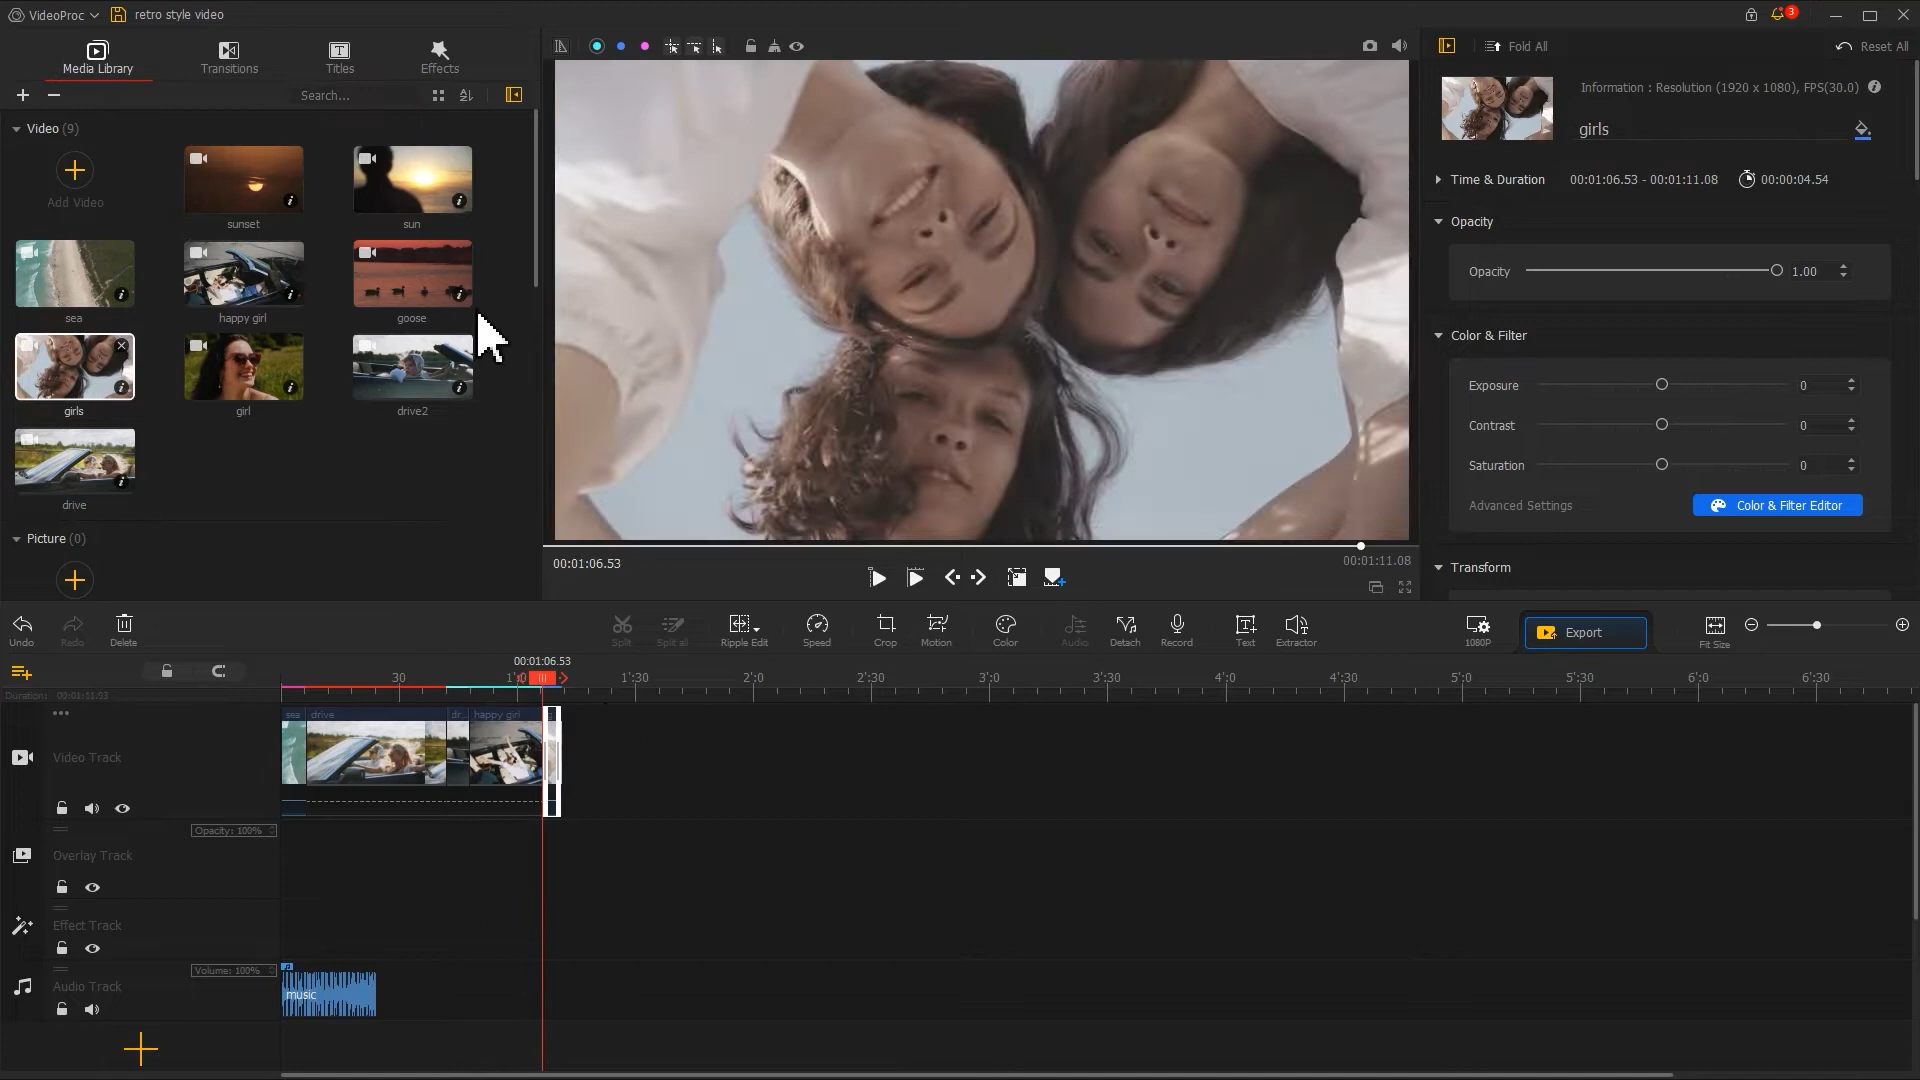 VideoProc
retro style video
3
Media Library
Transitions
Titles
Effects
Search...
Fold All
Reset All
Video (9)
Add Video
sunset
sun
sea
happy girl
goose
girls
girl
drive2
drive
Picture (0)
Information : Resolution (1920 x 1080), FPS(30.0)
girls
Time & Duration
00:01:06.53 - 00:01:11.08
00:00:04.54
Opacity
Opacity
1.00
Color & Filter
Exposure
0
Contrast
0
Saturation
0
Advanced Settings
Color & Filter Editor
Transform
00:01:06.53
00:01:11.08
Undo
Redo
Delete
Split
Split all
Ripple Edit
Speed
Crop
Motion
Color
Audio
Detach
Record
Text
Extractor
1080P
Export
Fit Size
00:01:06.53
30
1':30
2':0
2':30
3':0
3':30
4':0
4':30
5':0
5':30
6':0
6':30
sea
drive
dr...
happy girl
Video Track
Opacity: 100%
Overlay Track
Effect Track
Volume: 100%
Audio Track
music